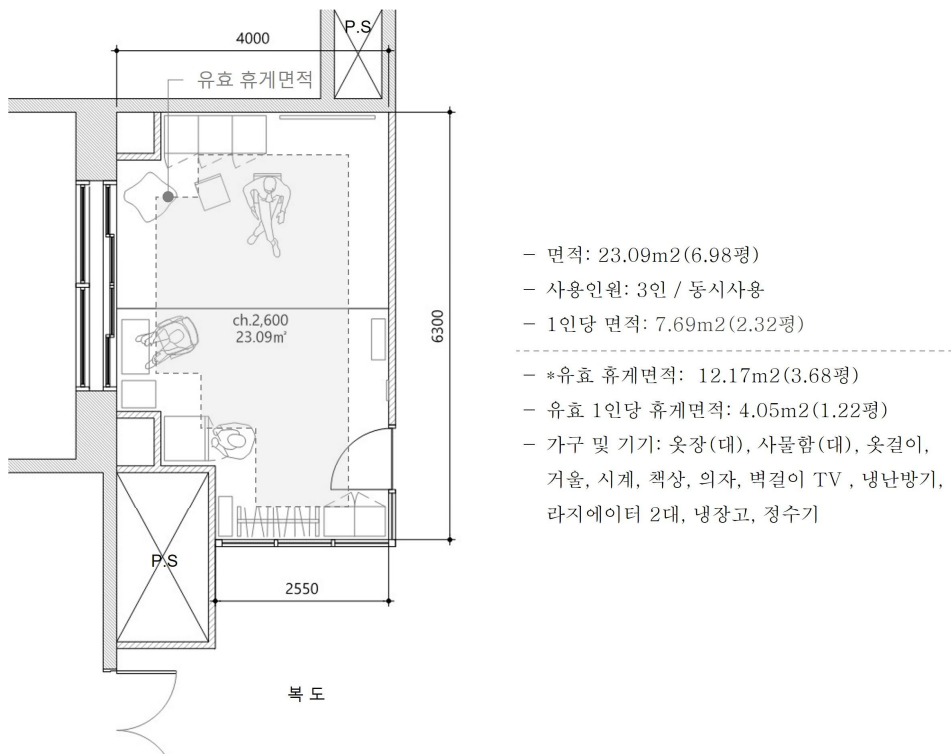 P.S
4000
유효 휴게면적
ch.2,600
23.09㎡
6300
P.S
2550
복 도
- 면적: 23.09m2(6.98평)
- 사용인원: 3인 / 동시사용
- 1인당 면적: 7.69m2(2.32평)
- *유효 휴게면적: 12.17m2(3.68평)
- 유효 1인당 휴게면적: 4.05m2(1.22평)
- 가구 및 기기: 옷장(대), 사물함(대), 옷걸이,
거울, 시계, 책상, 의자, 벽걸이 TV , 냉난방기,
라지에이터 2대, 냉장고, 정수기